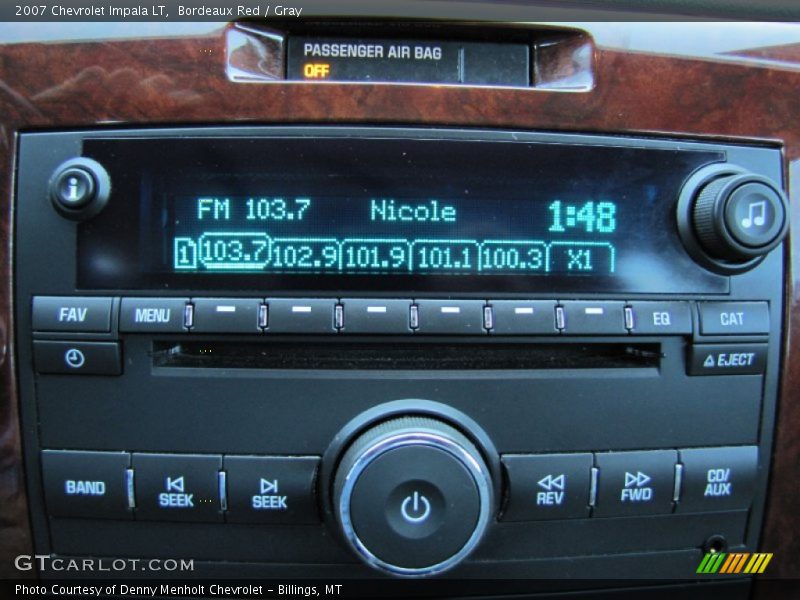 2007 Chevrolet Impala LT, Bordeaux Red / Gray
PASSENGER AIR BAG
OFF
FM 103.7 Nicole 1:48
1 103.7 102.9 101.9 101.1 100.3 X1
FAV MENU EQ CAT
EJECT
BAND SEEK SEEK REV FWD CD/
AUX
GTCARLOT.COM
Photo Courtesy of Denny Menholt Chevrolet – Billings, MT